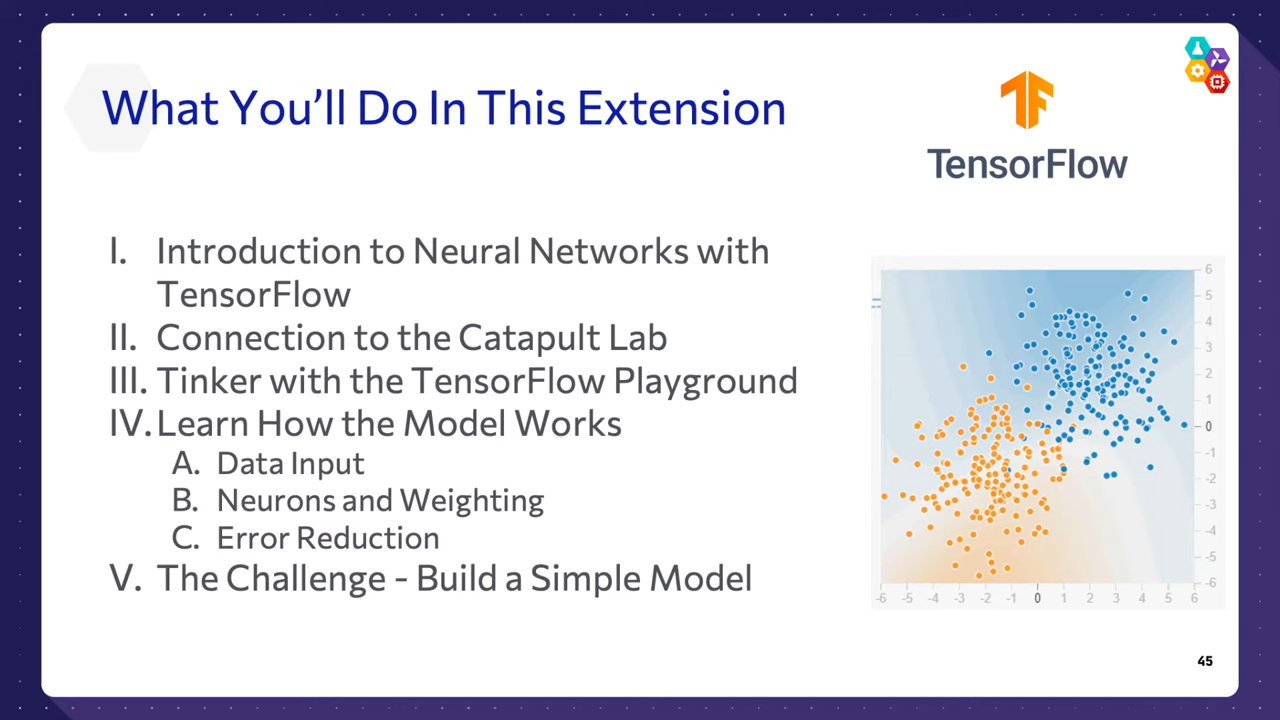 What You'll Do In This Extension
TensorFlow
I. Introduction to Neural Networks with
TensorFlow
II. Connection to the Catapult Lab
III. Tinker with the TensorFlow Playground
IV. Learn How the Model Works
A. Data Input
B. Neurons and Weighting
C. Error Reduction
V. The Challenge - Build a Simple Model
6
5
4
3
2
1
0
-1
-2
-3
-4
-5
-6
-6 -5 -4 -3 -2 -1 0 1 2 3 4 5 6
45